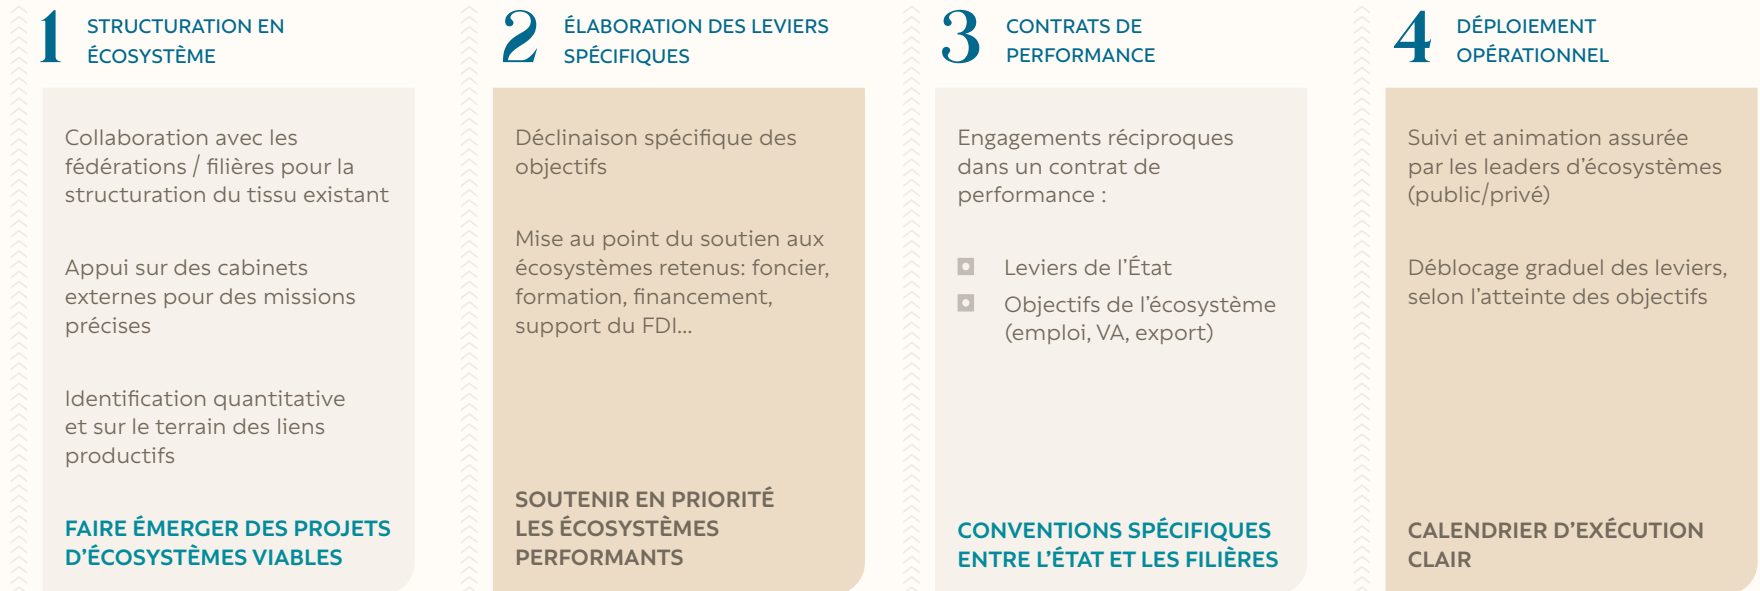 1
STRUCTURATION EN
ÉCOSYSTÈME
Collaboration avec les
fédérations / filières pour la
structuration du tissu existant
Appui sur des cabinets
externes pour des missions
précises
Identification quantitative
et sur le terrain des liens
productifs
FAIRE ÉMERGER DES PROJETS
D'ÉCOSYSTÈMES VIABLES
2
ÉLABORATION DES LEVIERS
SPÉCIFIQUES
Déclinaison spécifique des
objectifs
Mise au point du soutien aux
écosystèmes retenus: foncier,
formation, financement,
support du FDI...
SOUTENIR EN PRIORITÉ
LES ÉCOSYSTÈMES
PERFORMANTS
3
CONTRATS DE
PERFORMANCE
Engagements réciproques
dans un contrat de
performance :
Leviers de l'État
Objectifs de l'écosystème
(emploi, VA, export)
CONVENTIONS SPÉCIFIQUES
ENTRE L'ÉTAT ET LES FILIÈRES
4
DÉPLOIEMENT
OPÉRATIONNEL
Suivi et animation assurée
par les leaders d'écosystèmes
(public/privé)
Déblocage graduel des leviers,
selon l'atteinte des objectifs
CALENDRIER D'EXÉCUTION
CLAIR